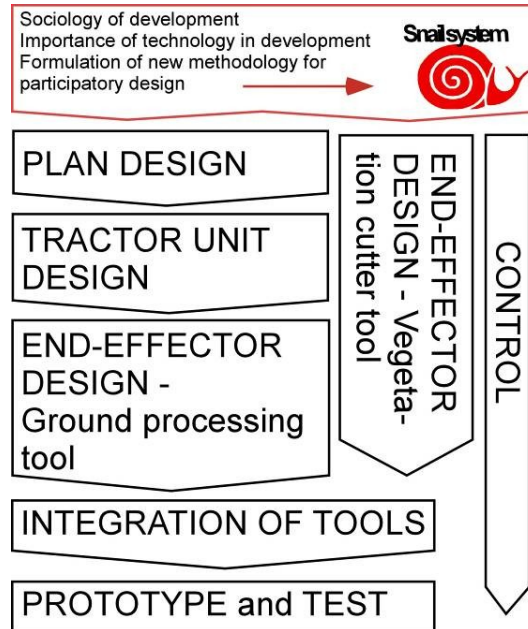 Sociology of development
Importance of technology in development
Formulation of new methodology for
participatory design
Snail system
PLAN DESIGN
TRACTOR UNIT
DESIGN
END-EFFECTOR
DESIGN -
Ground processing
tool
END-EFFECTOR
DESIGN - Vegeta-
tion cutter tool
CONTROL
INTEGRATION OF TOOLS
PROTOTYPE and TEST